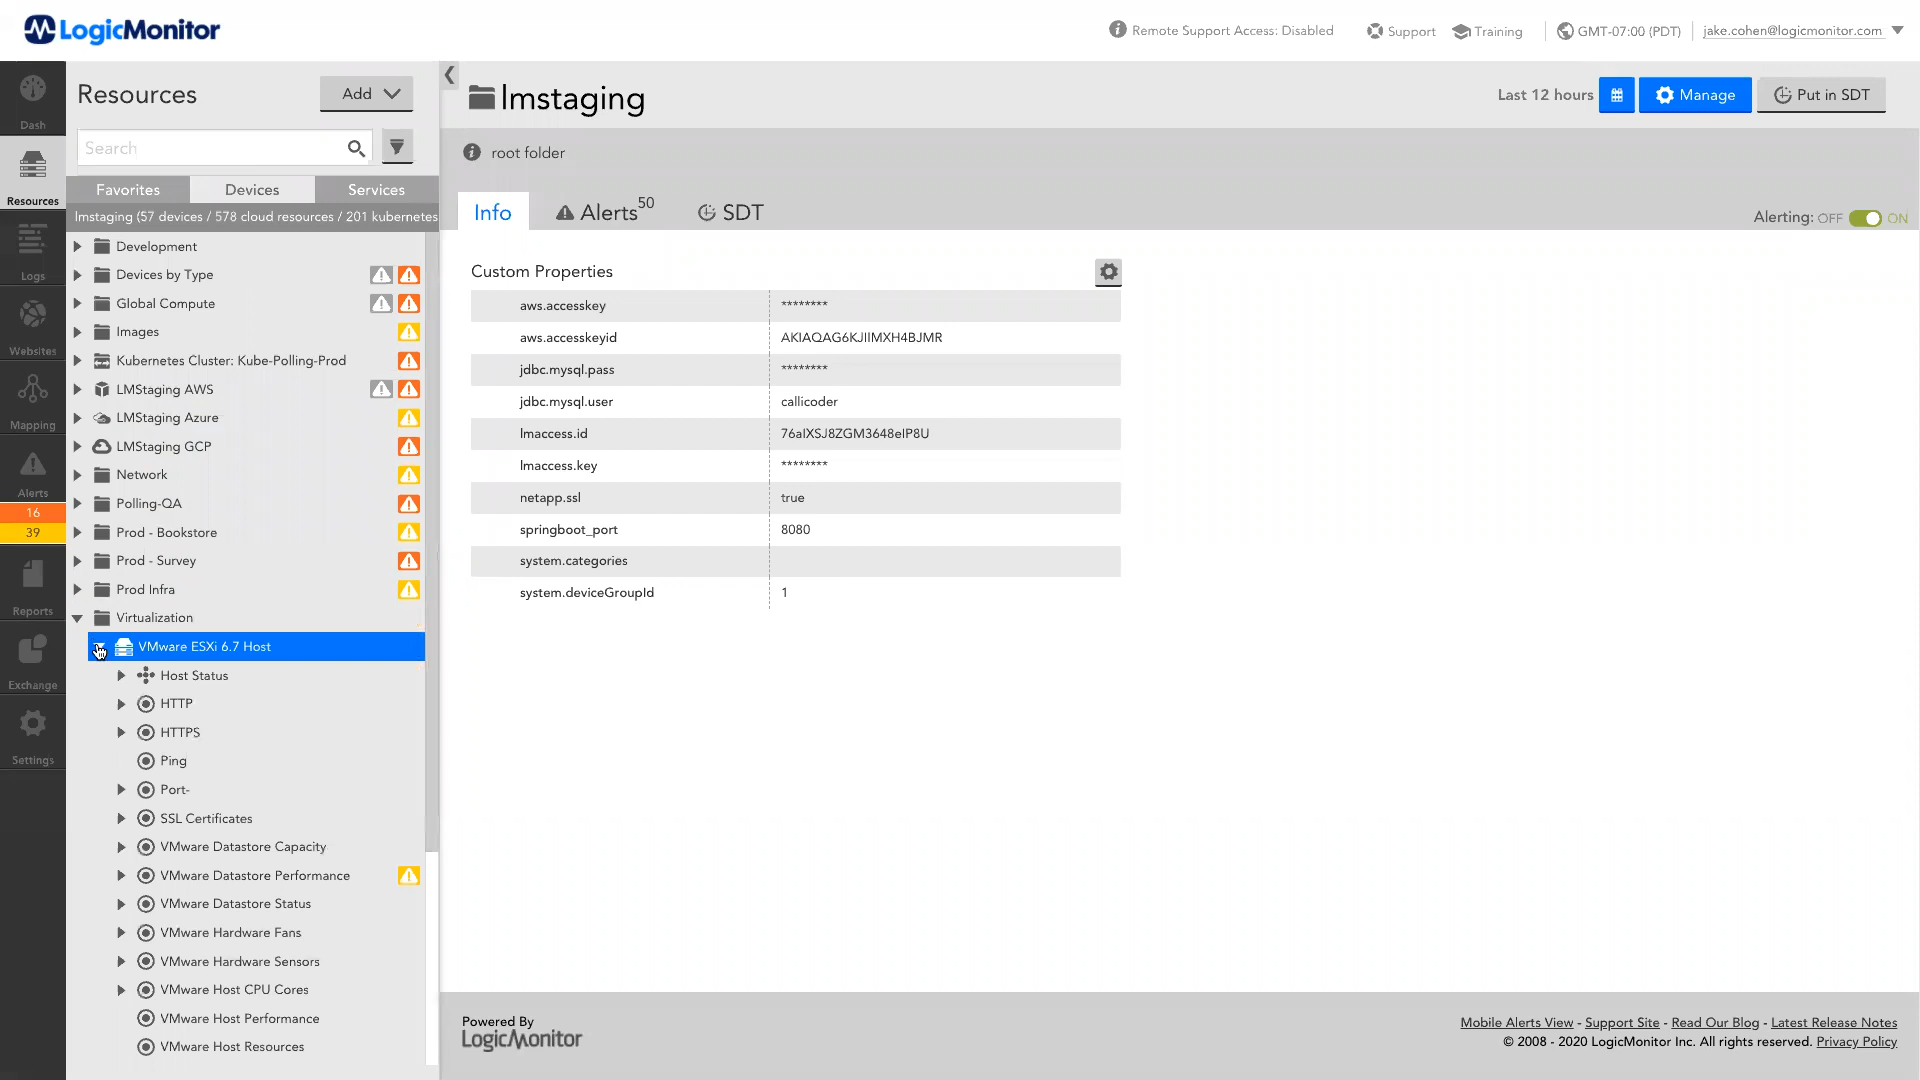 LogicMonitor
Remote Support Access: Disabled
Support
Training
GMT-07:00 (PDT)
jake.cohen@logicmonitor.com
Dash
Resources
Logs
Websites
Mapping
Alerts
16
39
Reports
Exchange
Settings
Resources
Add
Search
Favorites
Devices
Services
lmstaging (57 devices / 578 cloud resources / 201 kubernetes
Development
Devices by Type
Global Compute
Images
Kubernetes Cluster: Kube-Polling-Prod
LMStaging AWS
LMStaging Azure
LMStaging GCP
Network
Polling-QA
Prod - Bookstore
Prod - Survey
Prod Infra
Virtualization
VMware ESXi 6.7 Host
Host Status
HTTP
HTTPS
Ping
Port-
SSL Certificates
VMware Datastore Capacity
VMware Datastore Performance
VMware Datastore Status
VMware Hardware Fans
VMware Hardware Sensors
VMware Host CPU Cores
VMware Host Performance
VMware Host Resources
lmstaging
Last 12 hours
Manage
Put in SDT
root folder
Info
Alerts 50
SDT
Alerting: OFF ON
Custom Properties
aws.accesskey ********
aws.accesskeyid AKIAQAG6KJIIMXH4BJMR
jdbc.mysql.pass ********
jdbc.mysql.user callicoder
lmaccess.id 76aIXSJ8ZGM3648eIP8U
lmaccess.key ********
netapp.ssl true
springboot_port 8080
system.categories
system.deviceGroupId 1
Powered By
LogicMonitor
Mobile Alerts View - Support Site - Read Our Blog - Latest Release Notes
© 2008 - 2020 LogicMonitor Inc. All rights reserved. Privacy Policy